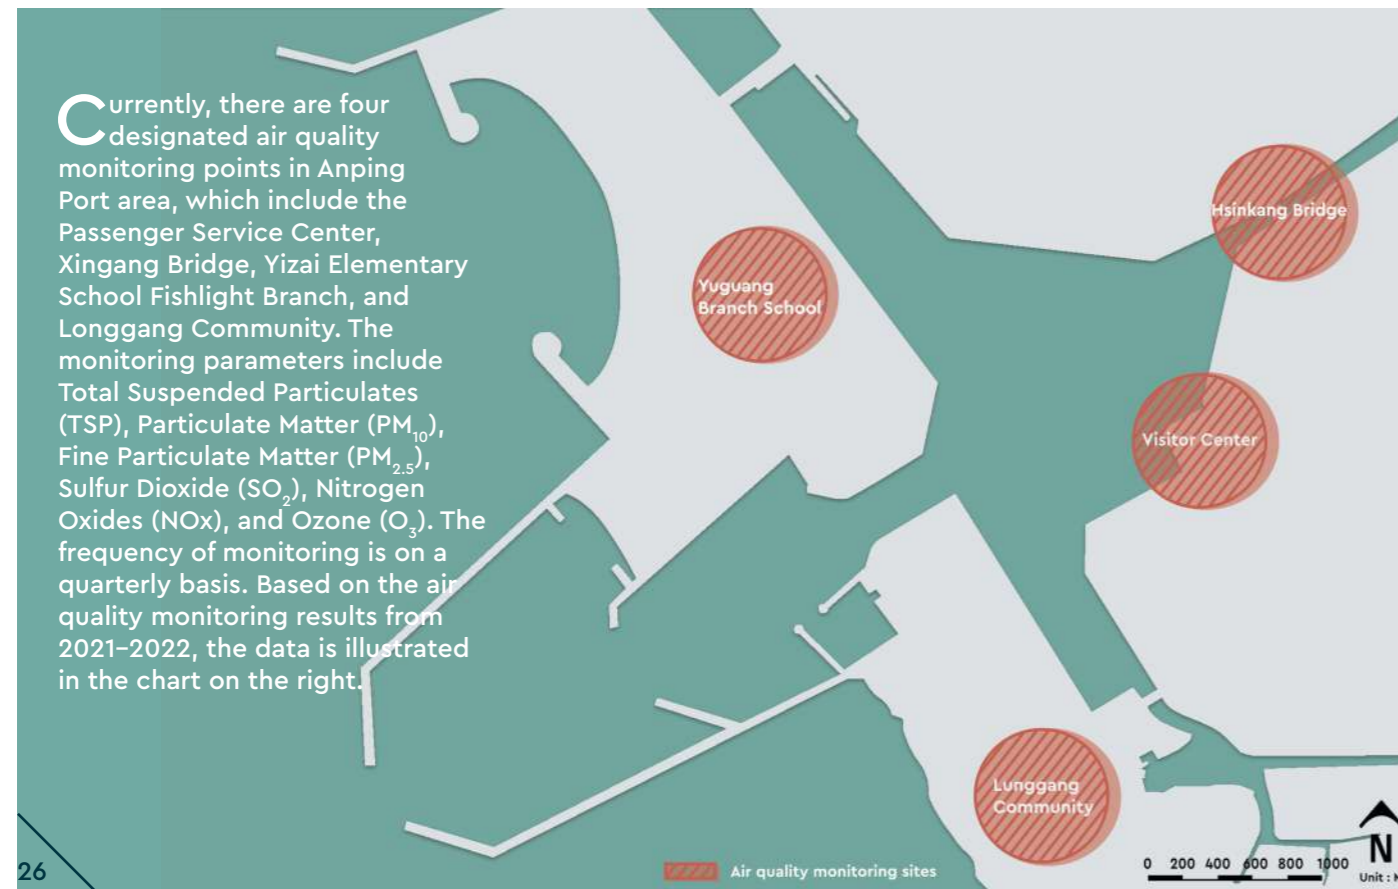 Currently, there are four
designated air quality
monitoring points in Anping
Port area, which include the
Passenger Service Center,
Xingang Bridge, Yizai Elementary
School Fishlight Branch, and
Longgang Community. The
monitoring parameters include
Total Suspended Particulates
(TSP), Particulate Matter (PM₁₀),
Fine Particulate Matter (PM₂.₅),
Sulfur Dioxide (SO₂), Nitrogen
Oxides (NOx), and Ozone (O₃). The
frequency of monitoring is on a
quarterly basis. Based on the air
quality monitoring results from
2021–2022, the data is illustrated
in the chart on the right.
Hsinkang Bridge
Yuguang
Branch School
Visitor Center
Lunggang
Community
Air quality monitoring sites
0 200 400 600 800 1000
N
Unit :
26